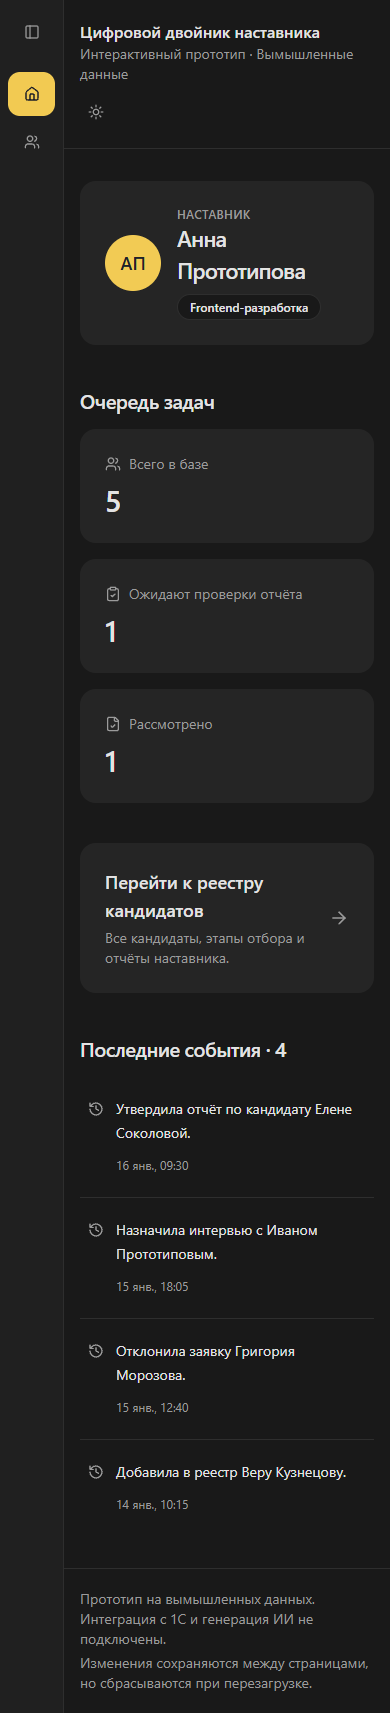 Цифровой двойник наставника
Интерактивный прототип · Вымышленные
данные
НАСТАВНИК
АП
Анна
Прототипова
Frontend-разработка
Очередь задач
Всего в базе
5
Ожидают проверки отчёта
1
Рассмотрено
1
Перейти к реестру
кандидатов
Все кандидаты, этапы отбора и
отчёты наставника.
Последние события · 4
Утвердила отчёт по кандидату Елене
Соколовой.
16 янв., 09:30
Назначила интервью с Иваном
Прототиповым.
15 янв., 18:05
Отклонила заявку Григория
Морозова.
15 янв., 12:40
Добавила в реестр Веру Кузнецову.
14 янв., 10:15
Прототип на вымышленных данных.
Интеграция с 1С и генерация ИИ не
подключены.
Изменения сохраняются между страницами,
но сбрасываются при перезагрузке.